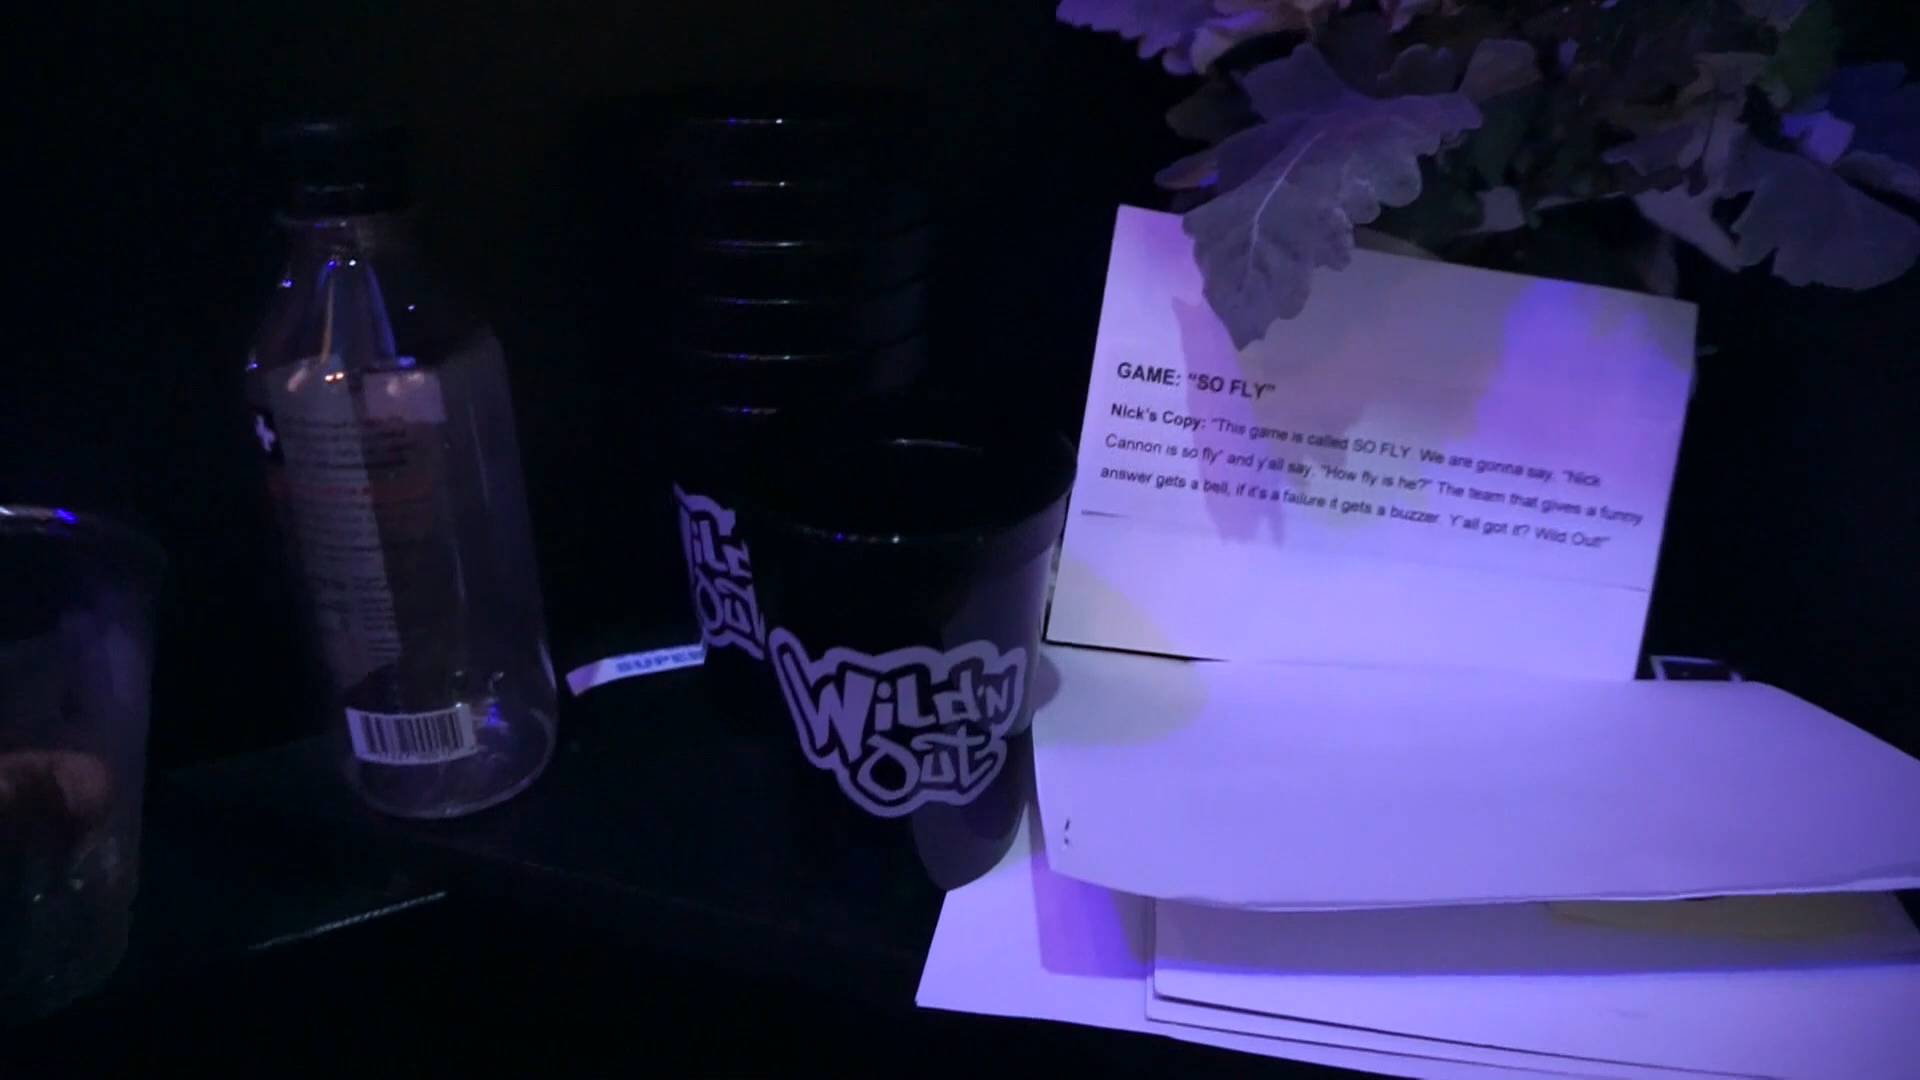 GAME: "SO FLY"
Nick's Copy: "This game is called SO FLY. We are gonna say, "Nick
Cannon is so fly" and y'all say, "How fly is he?" The team that gives a funny
answer gets a bell, if it's a failure it gets a buzzer. Y'all got it? Wild Out!"
WILD
OUT
SUPER
WILD 'N
OUT